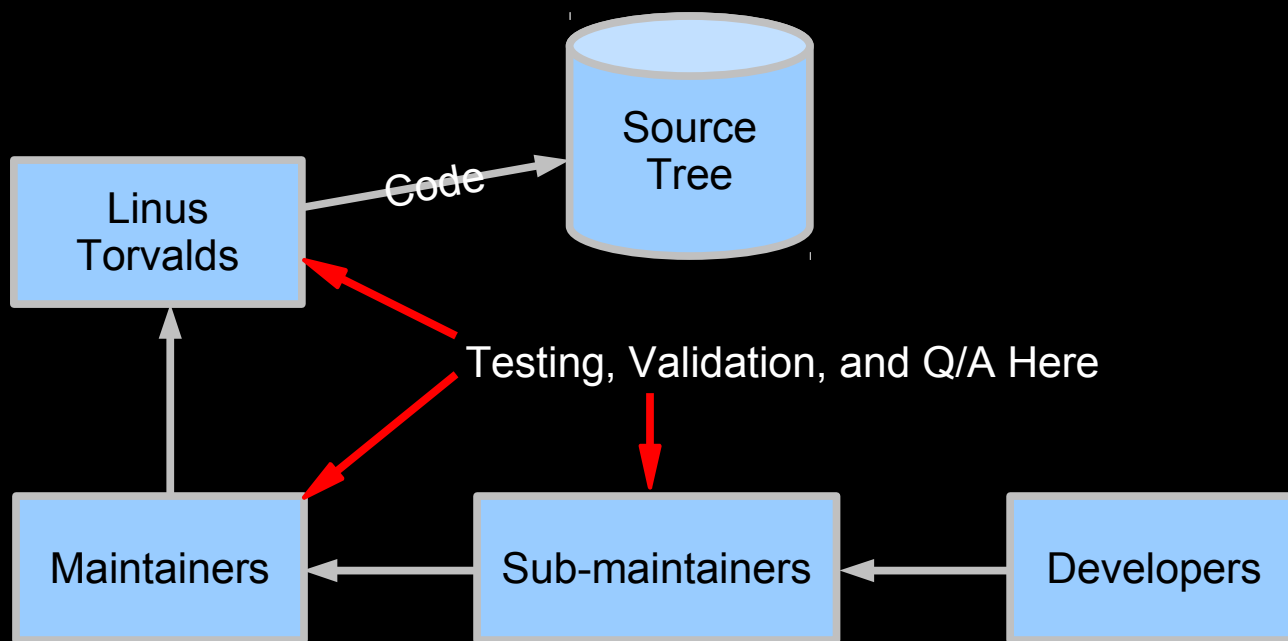 Source
Tree
Code
Linus
Torvalds
Testing, Validation, and Q/A Here
Maintainers
Sub-maintainers
Developers